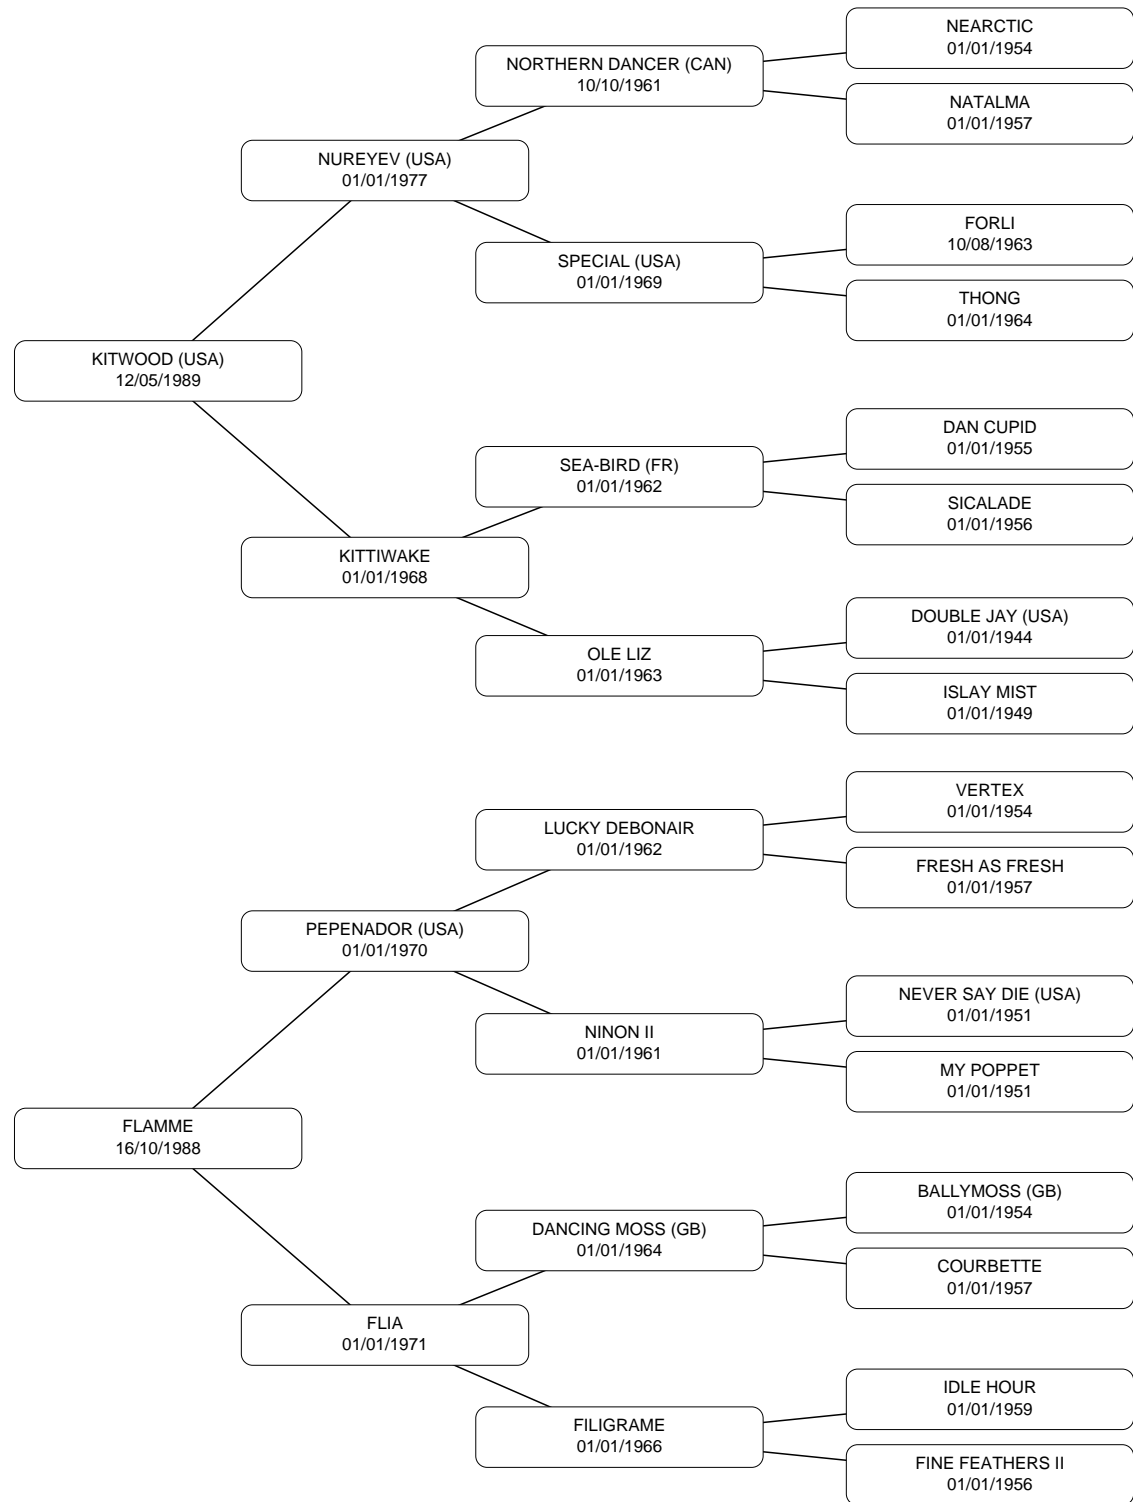 NEARCTIC
01/01/1954
NORTHERN DANCER (CAN)
10/10/1961
NATALMA
01/01/1957
NUREYEV (USA)
01/01/1977
FORLI
10/08/1963
SPECIAL (USA)
01/01/1969
THONG
01/01/1964
KITWOOD (USA)
12/05/1989
DAN CUPID
01/01/1955
SEA-BIRD (FR)
01/01/1962
SICALADE
01/01/1956
KITTIWAKE
01/01/1968
DOUBLE JAY (USA)
01/01/1944
OLE LIZ
01/01/1963
ISLAY MIST
01/01/1949
VERTEX
01/01/1954
LUCKY DEBONAIR
01/01/1962
FRESH AS FRESH
01/01/1957
PEPENADOR (USA)
01/01/1970
NEVER SAY DIE (USA)
01/01/1951
NINON II
01/01/1961
MY POPPET
01/01/1951
FLAMME
16/10/1988
BALLYMOSS (GB)
01/01/1954
DANCING MOSS (GB)
01/01/1964
COURBETTE
01/01/1957
FLIA
01/01/1971
IDLE HOUR
01/01/1959
FILIGRAME
01/01/1966
FINE FEATHERS II
01/01/1956